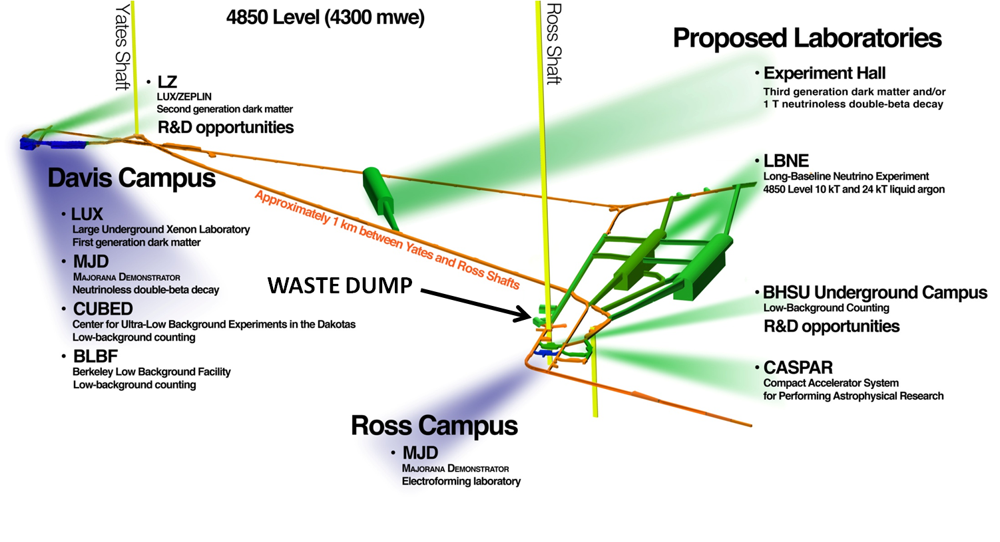 4850 Level (4300 mwe)
Yates Shaft
Ross Shaft
• LZ
LUX/ZEPLIN
Second generation dark matter
R&D opportunities
Davis Campus
• LUX
Large Underground Xenon Laboratory
First generation dark matter
• MJD
MAJORANA DEMONSTRATOR
Neutrinoless double-beta decay
• CUBED
Center for Ultra-Low Background Experiments in the Dakotas
Low-background counting
• BLBF
Berkeley Low Background Facility
Low-background counting
Approximately 1 km between Yates and Ross Shafts
WASTE DUMP
Ross Campus
• MJD
MAJORANA DEMONSTRATOR
Electroforming laboratory
Proposed Laboratories
• Experiment Hall
Third generation dark matter and/or
1 T neutrinoless double-beta decay
• LBNE
Long-Baseline Neutrino Experiment
4850 Level 10 kT and 24 kT liquid argon
• BHSU Underground Campus
Low-Background Counting
R&D opportunities
• CASPAR
Compact Accelerator System
for Performing Astrophysical Research